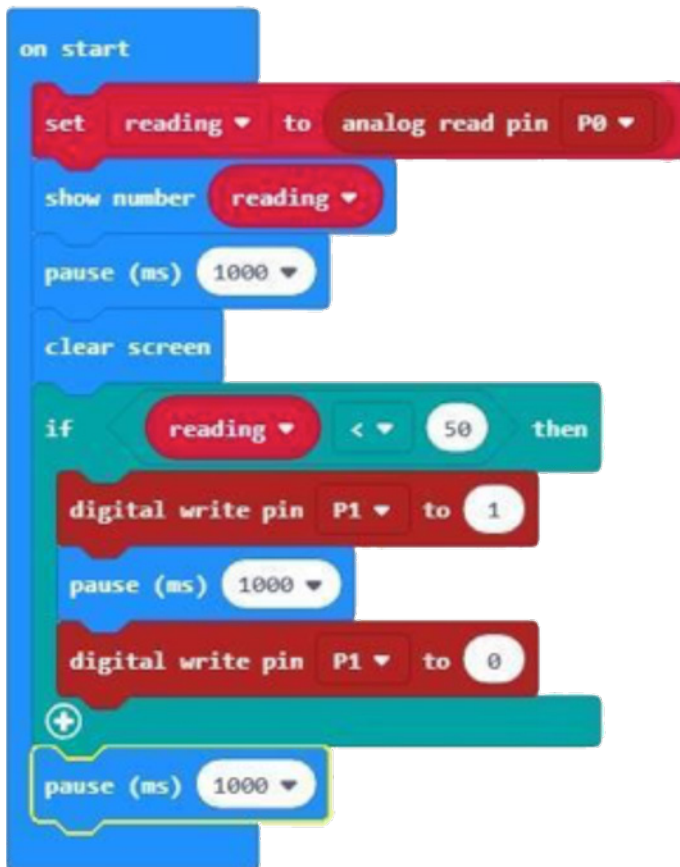 on start
set reading to analog read pin P0
show number reading
pause (ms) 1000
clear screen
if reading < 50 then
digital write pin P1 to 1
pause (ms) 1000
digital write pin P1 to 0
pause (ms) 1000